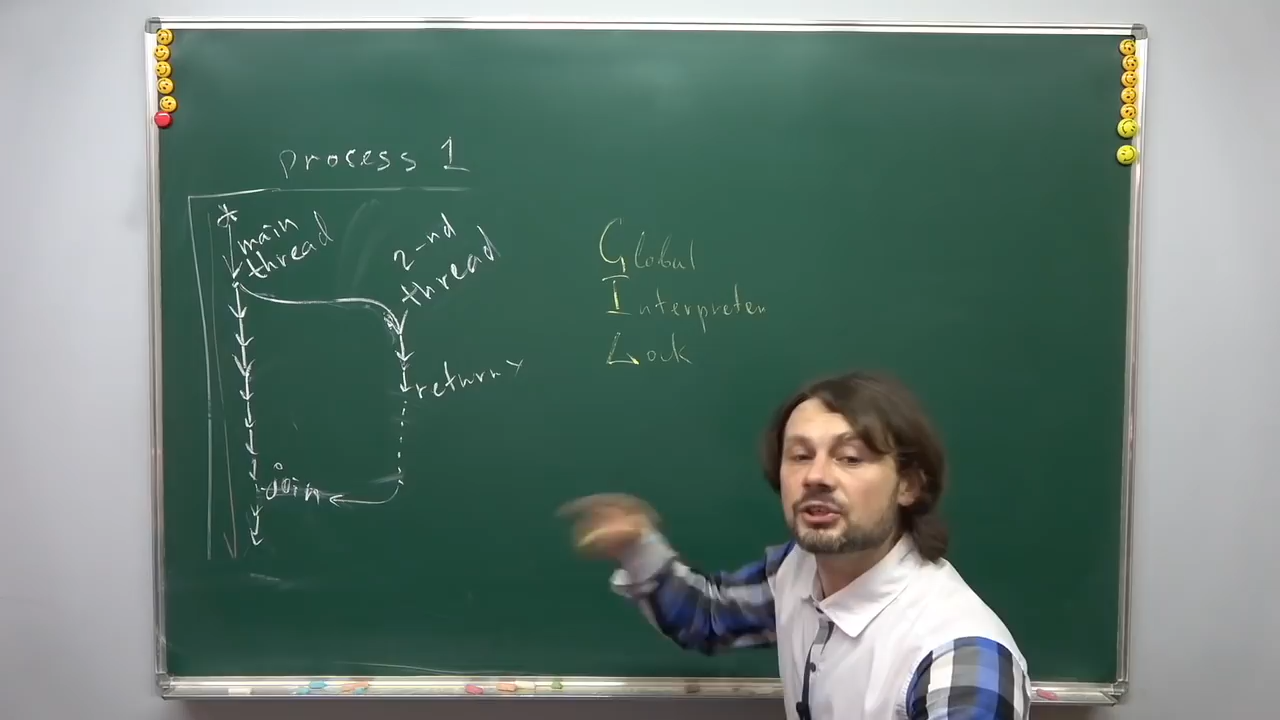 process 1
main
thread
2-nd
thread
return
join
Global
Interpreter
Lock